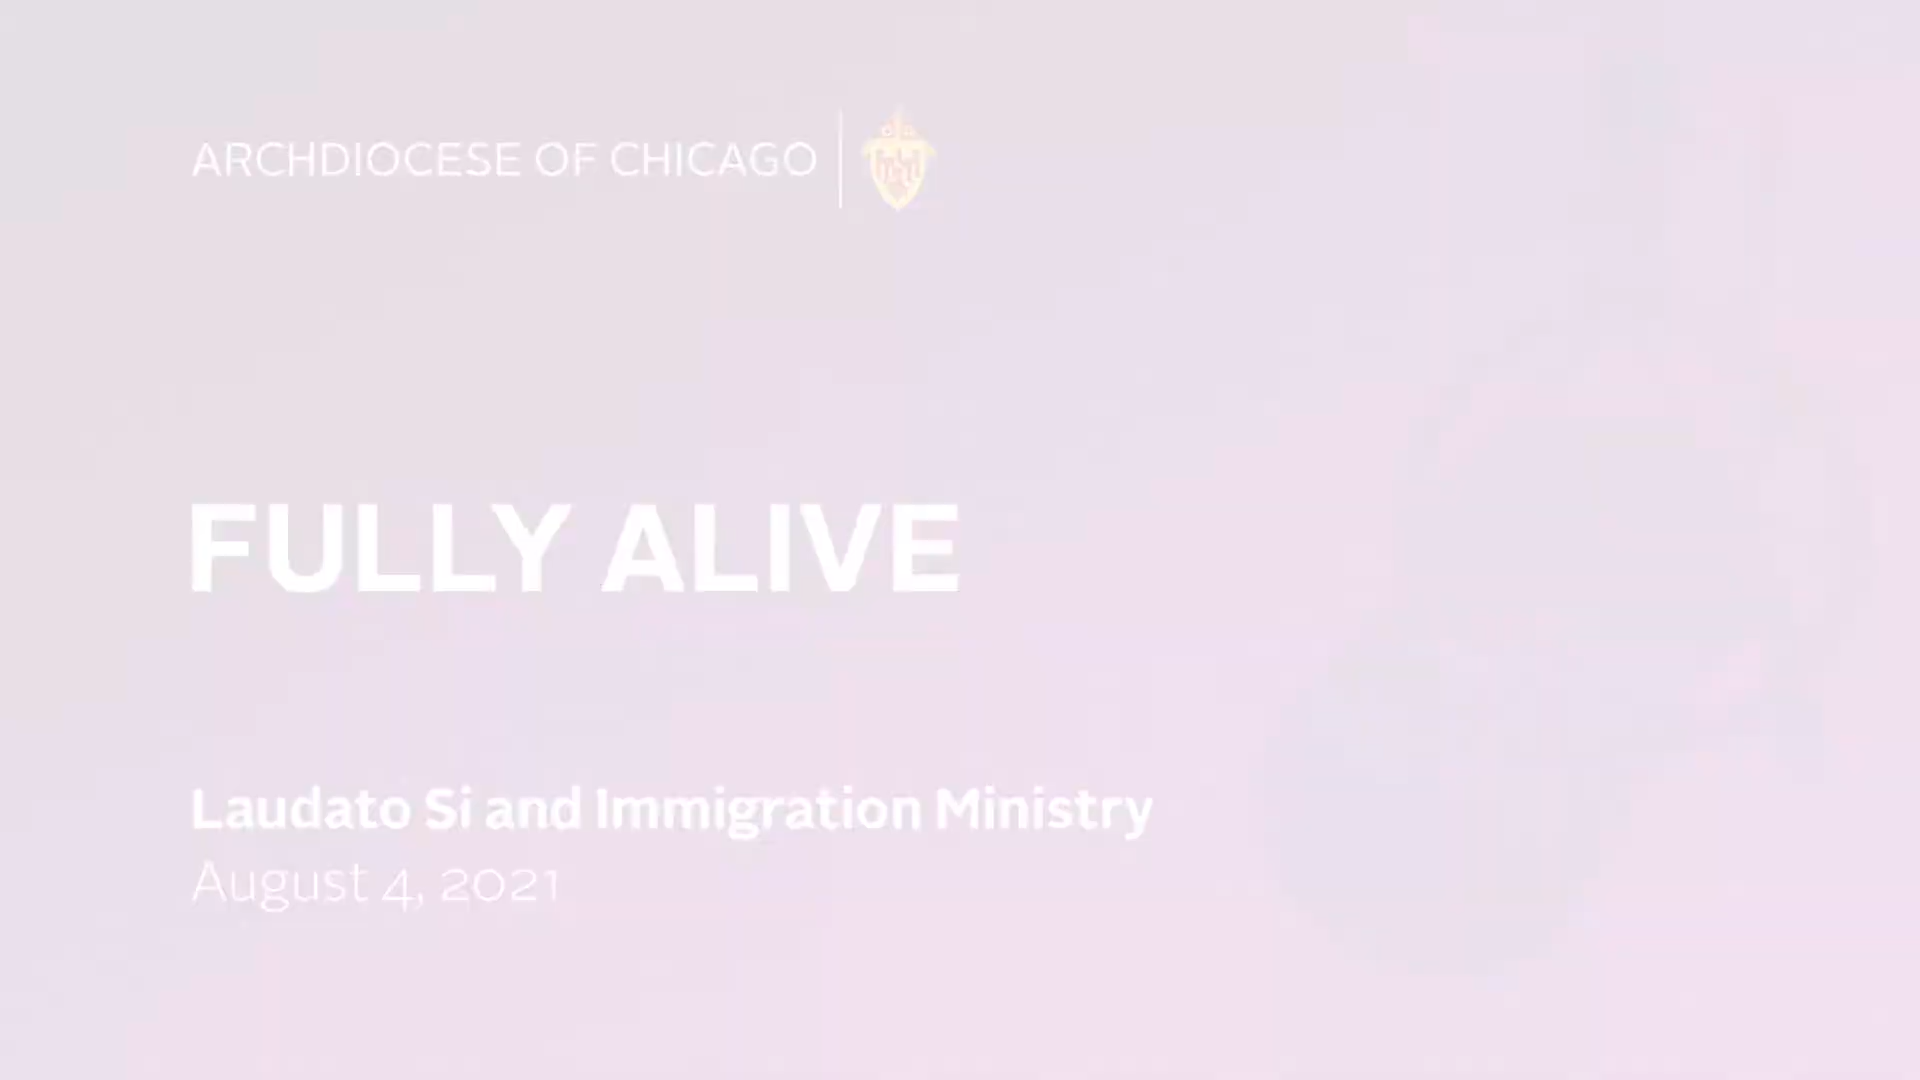 ARCHDIOCESE OF CHICAGO
FULLY ALIVE
Laudato Si and Immigration Ministry
August 4, 2021